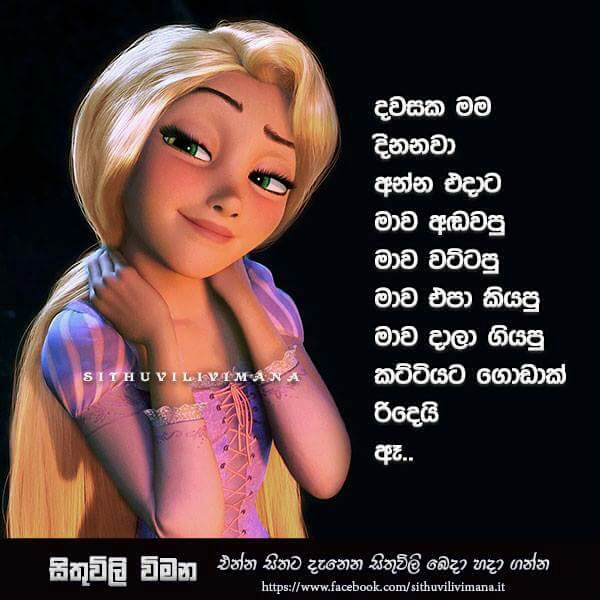 දවසක මම
දිනනවා
අන්න එදාට
මාව අඬවපු
මාව වට්ටපු
මාව එපා කියපු
මාව දාලා ගියපු
කට්ටියට ගොඩාක්
රිදෙයි
ඈ..
SITHUVILIVIMANA
සිතුවිලි විමන එන්න සිතට දැනෙන සිතුවිලි බෙදා හදා ගන්න
https://www.facebook.com/sithuvilivimana.it